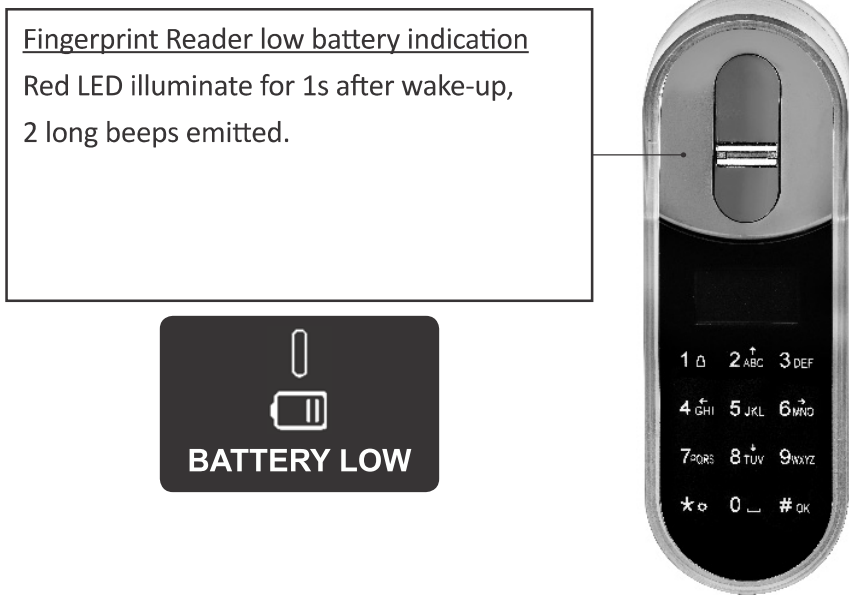 Fingerprint Reader low battery indication
Red LED illuminate for 1s after wake-up,
2 long beeps emitted.
BATTERY LOW
1 2 ABC 3 DEF
4 GHI 5 JKL 6 MNO
7 PQRS 8 TUV 9 WXYZ
* 0 # OK